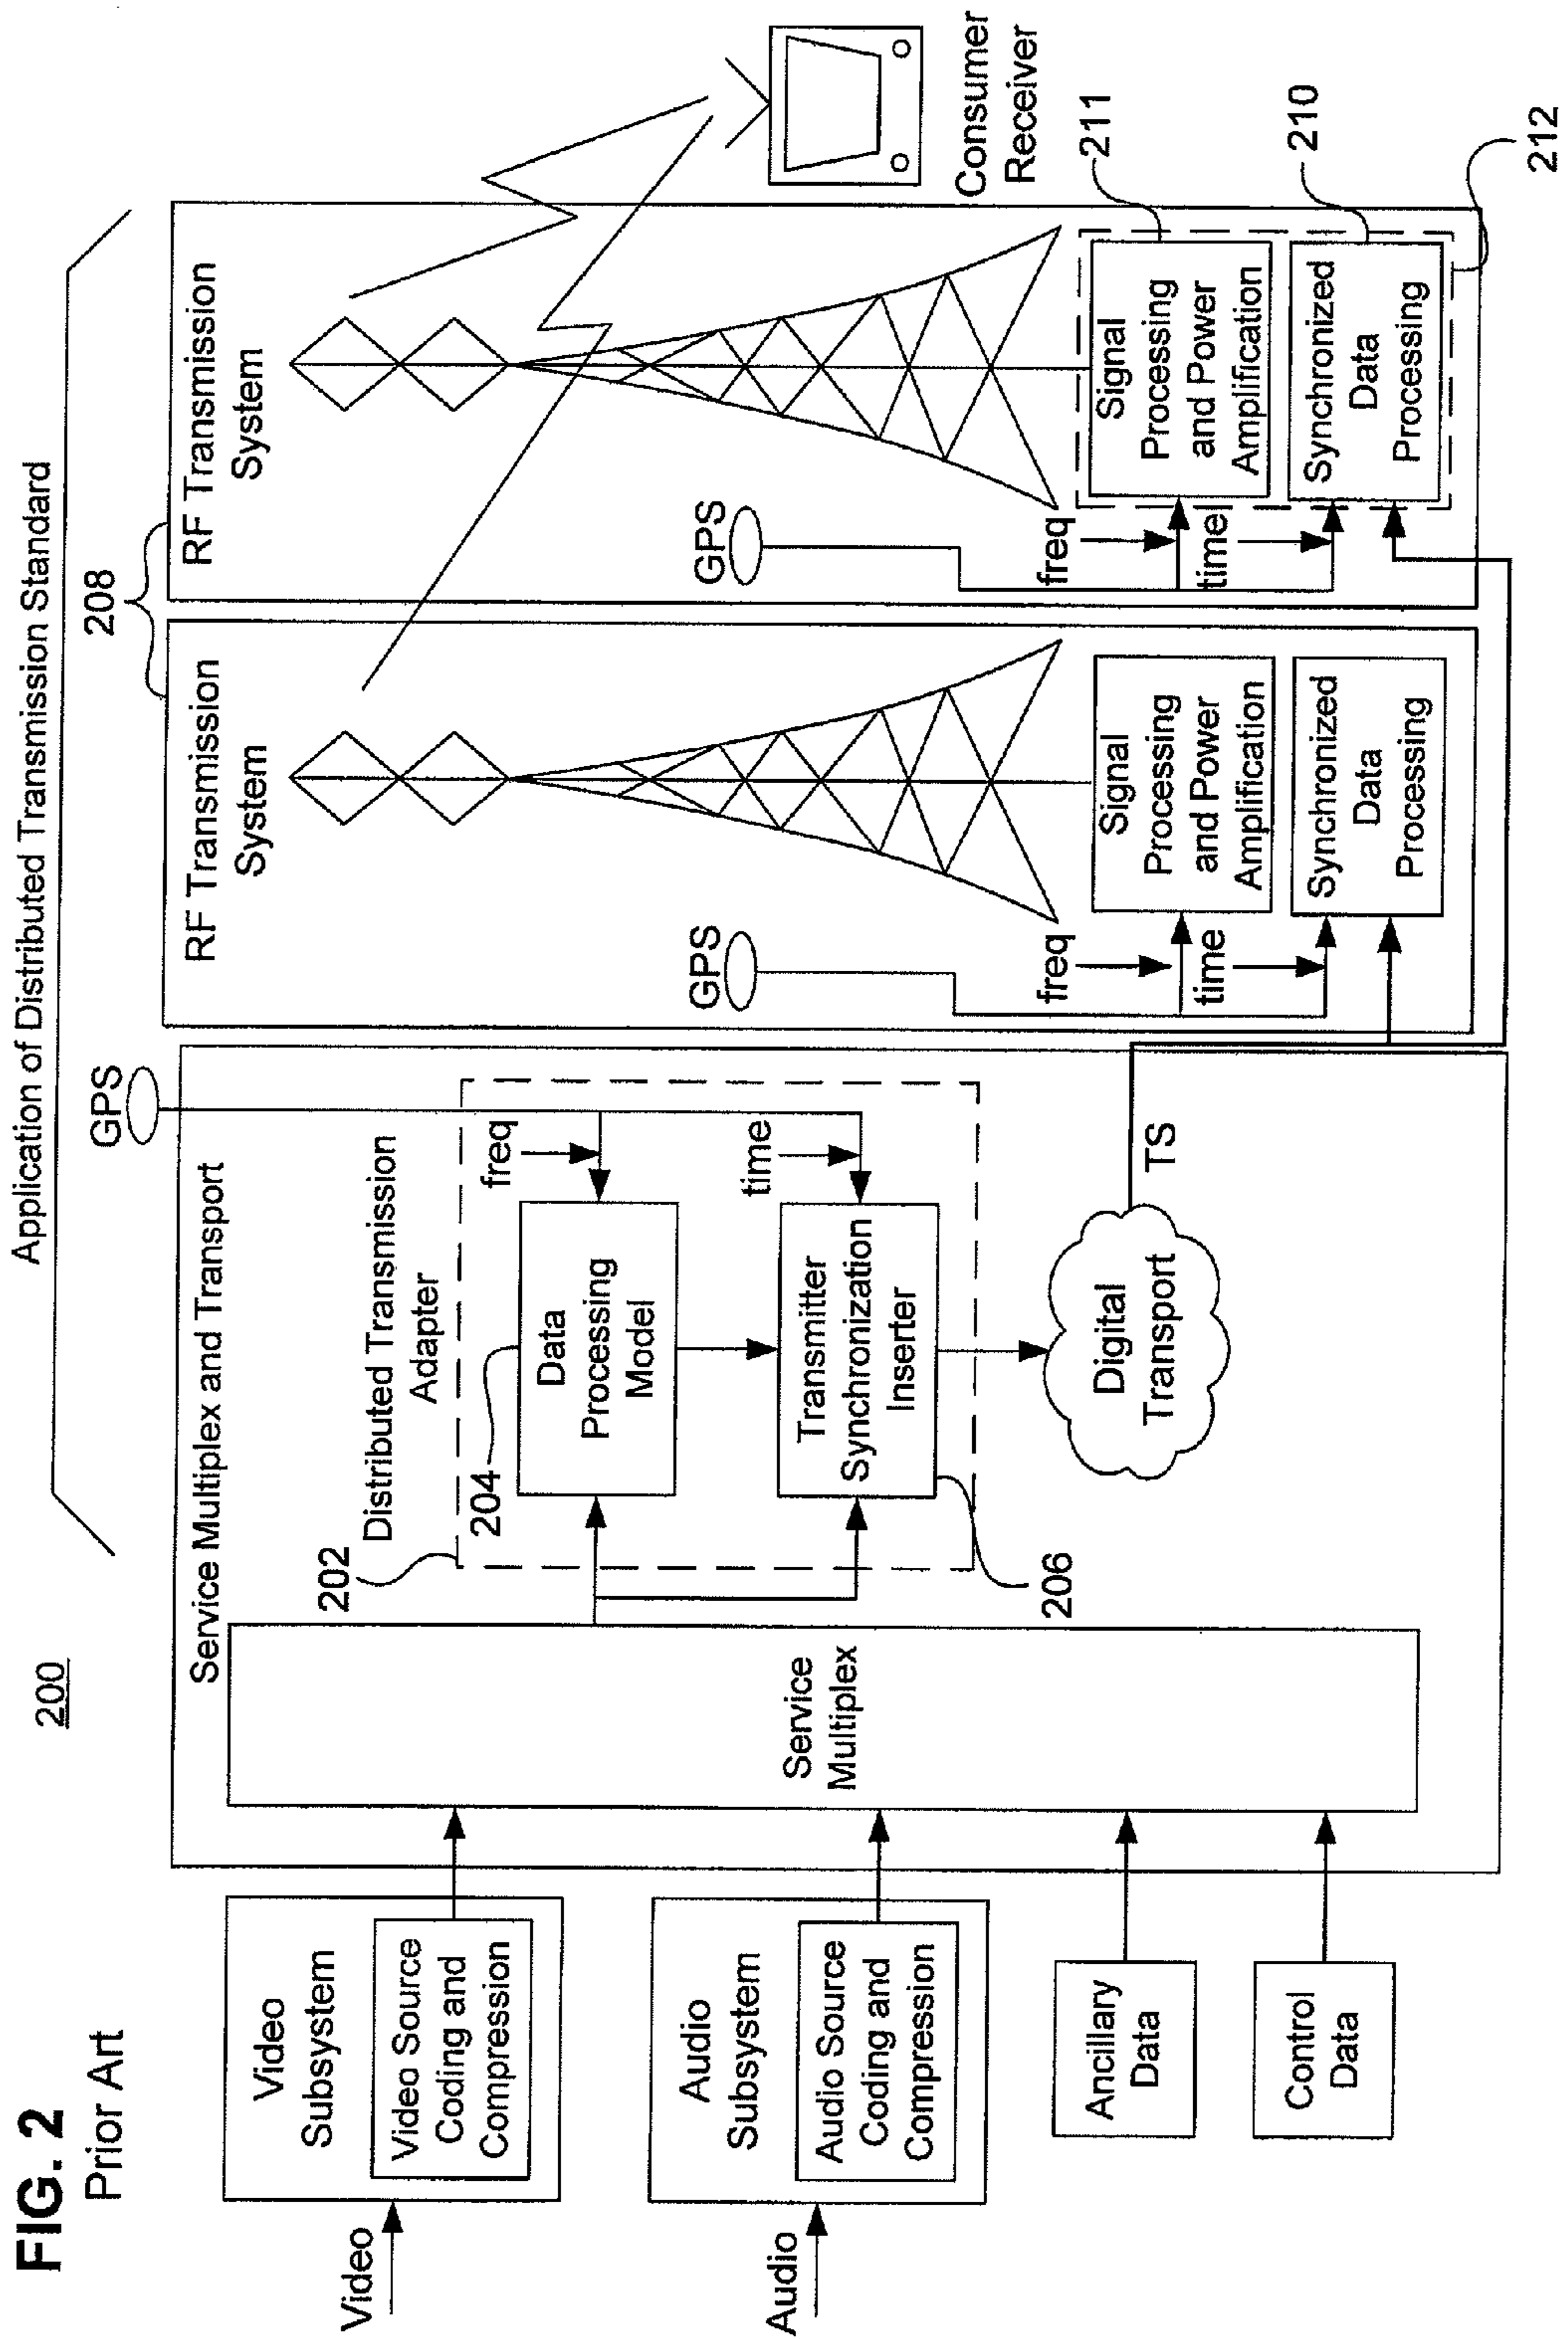 FIG. 2
Prior Art
200
Application of Distributed Transmission Standard
Video
Video
Subsystem
Video Source
Coding and
Compression
Audio
Audio
Subsystem
Audio Source
Coding and
Compression
Ancillary
Data
Control
Data
Service Multiplex and Transport
Service
Multiplex
GPS
202
Distributed Transmission
Adapter
204
freq
Data
Processing
Model
time
Transmitter
Synchronization
Inserter
206
Digital
Transport
TS
208
RF Transmission
System
GPS
freq
Signal
Processing
and Power
Amplification
time
Synchronized
Data
Processing
RF Transmission
System
GPS
freq
Signal
Processing
and Power
Amplification
time
Synchronized
Data
Processing
Consumer
Receiver
211
210
212